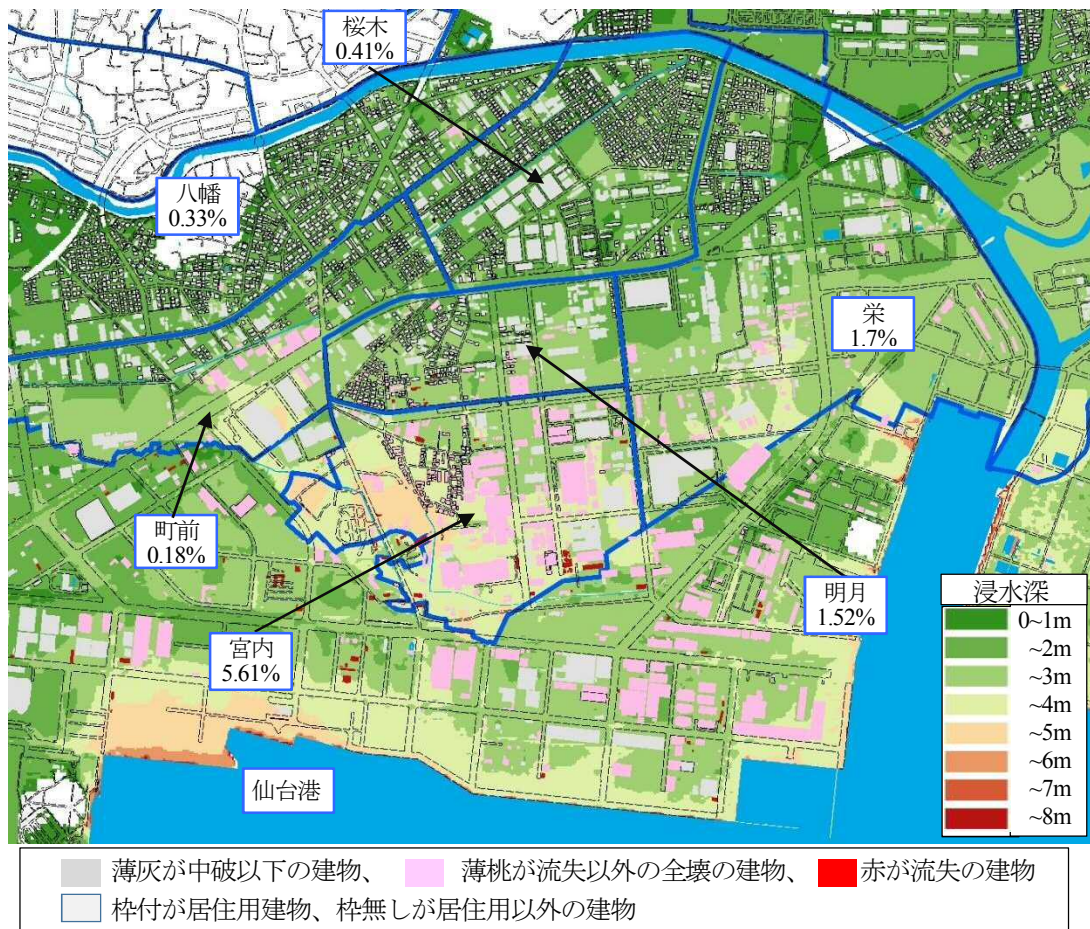 桜木
0.41%
八幡
0.33%
栄
1.7%
町前
0.18%
宮内
5.61%
明月
1.52%
仙台港
浸水深
0~1m
~2m
~3m
~4m
~5m
~6m
~7m
~8m
薄灰が中破以下の建物、 薄桃が流失以外の全壊の建物、 赤が流失の建物
枠付が居住用建物、枠無しが居住用以外の建物